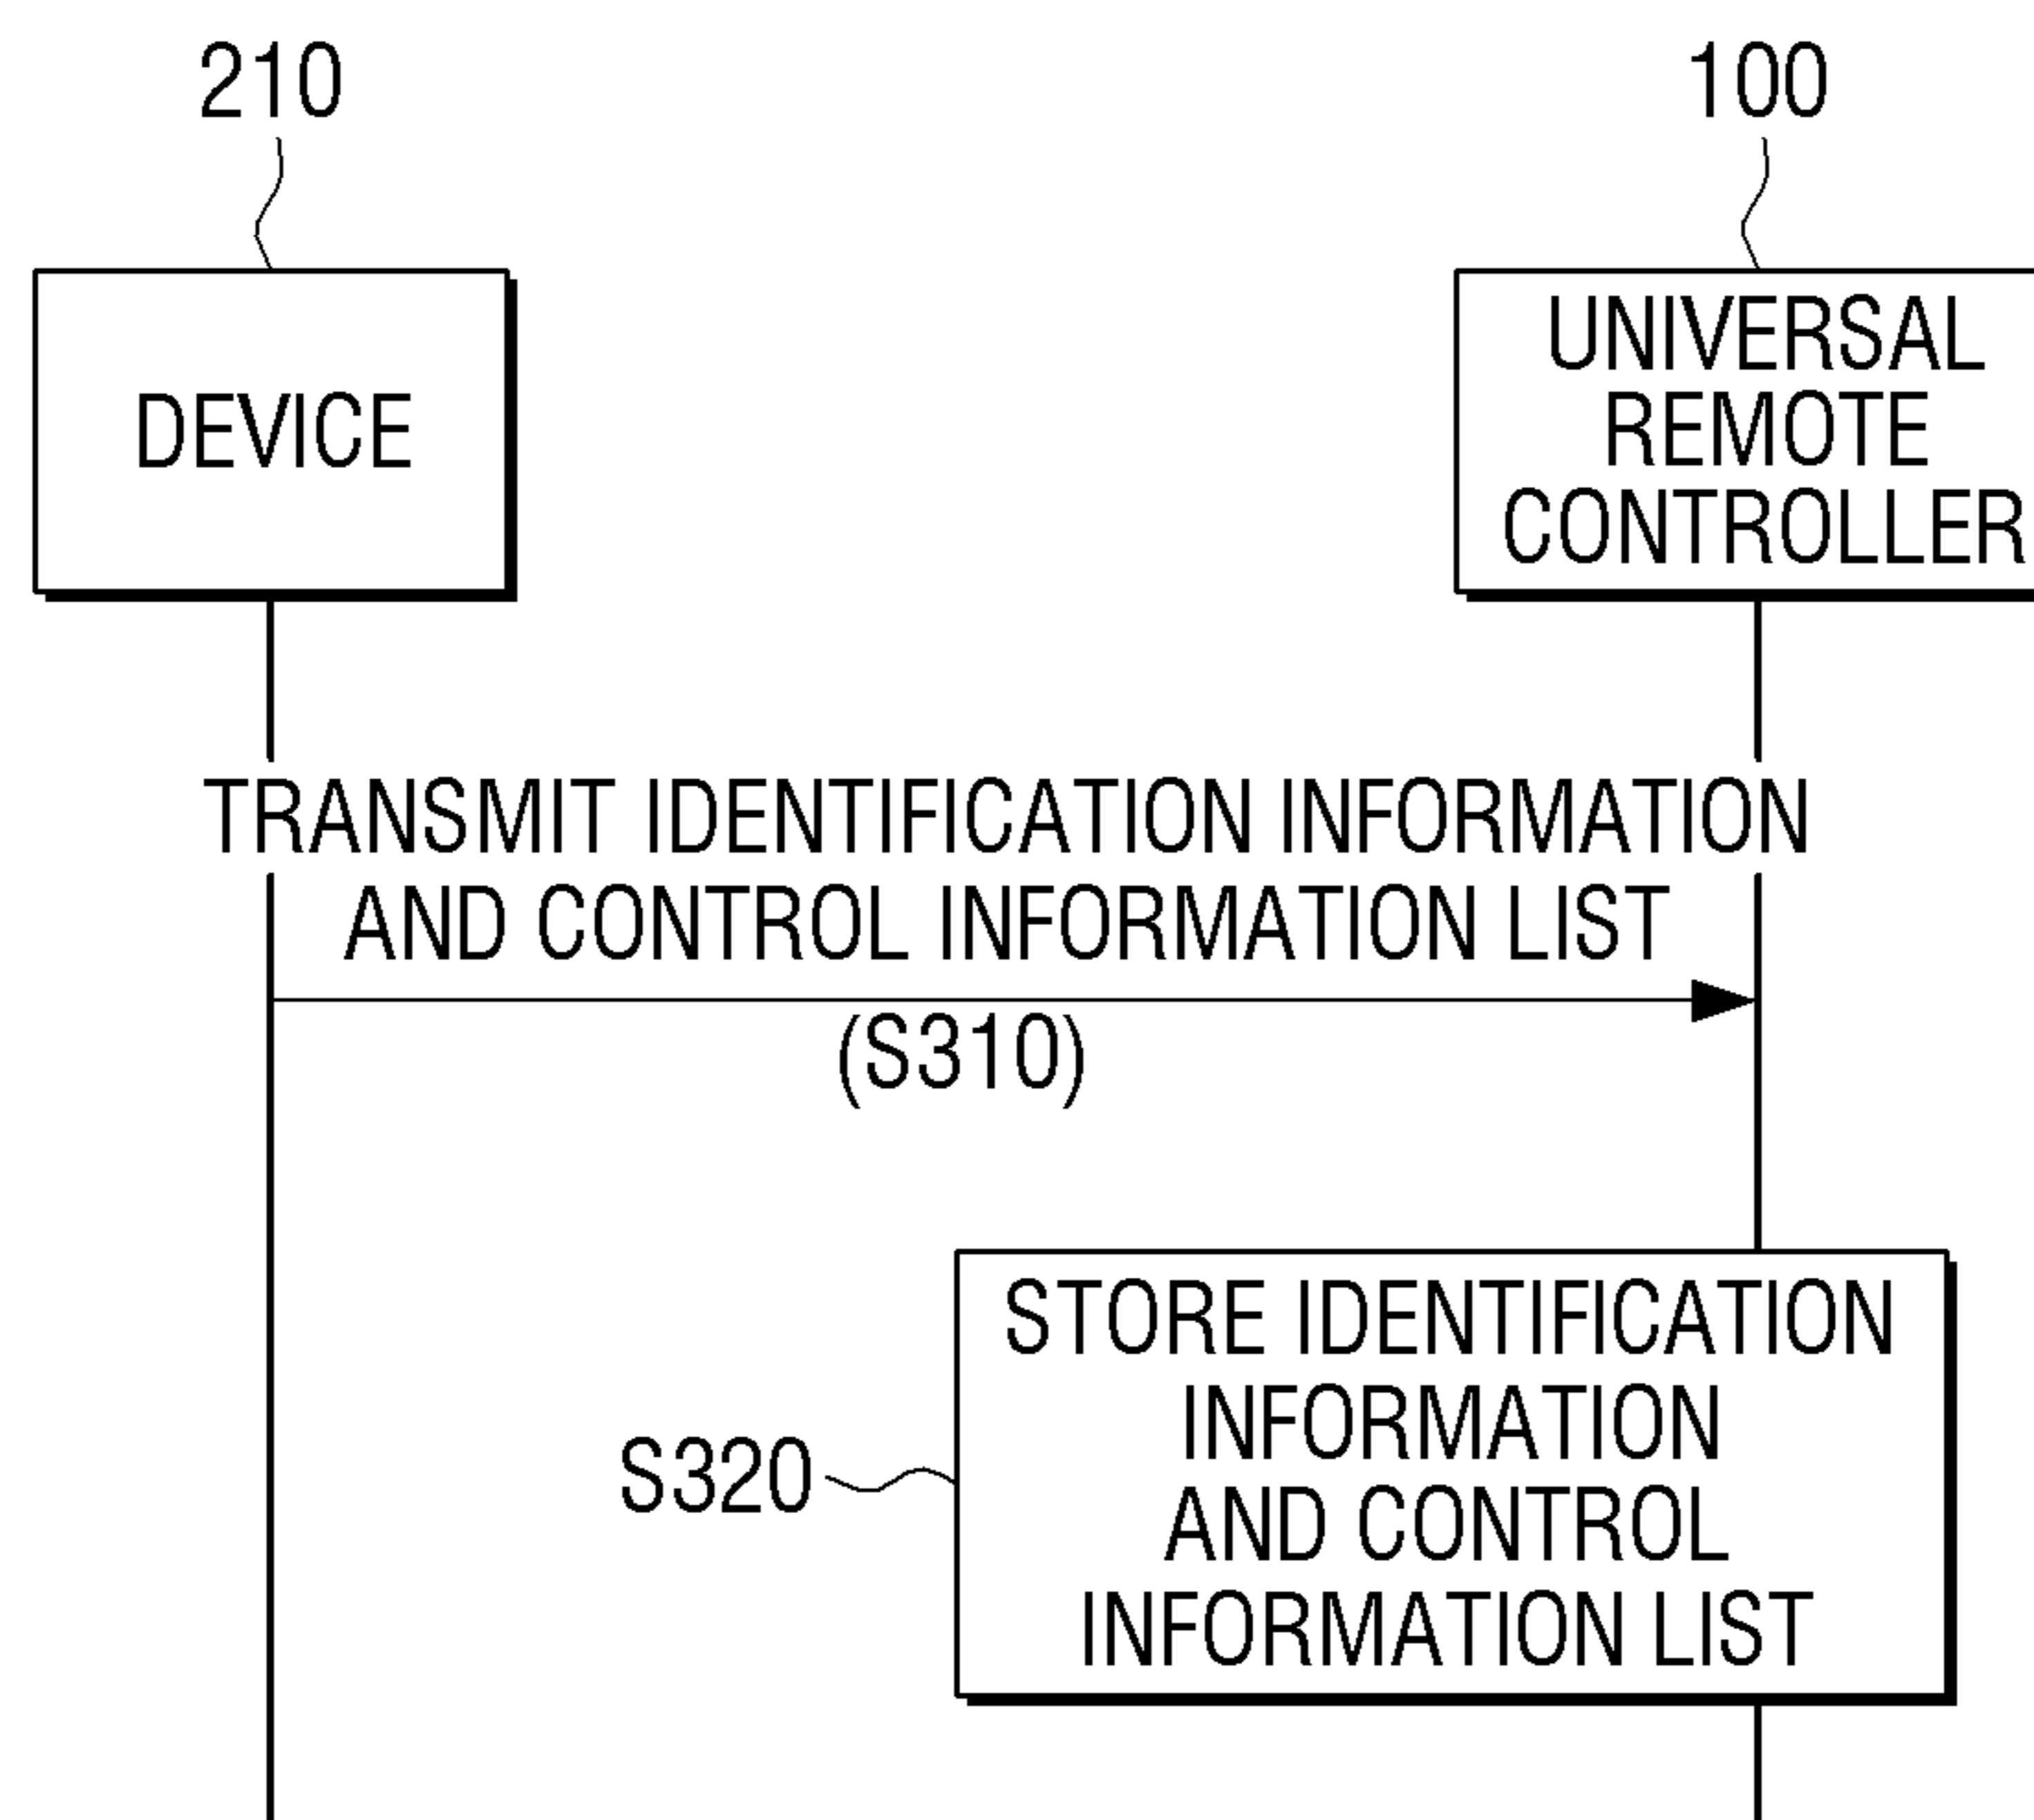 210
100
DEVICE
UNIVERSAL
REMOTE
CONTROLLER
TRANSMIT IDENTIFICATION INFORMATION
AND CONTROL INFORMATION LIST
(S310)
STORE IDENTIFICATION
INFORMATION
AND CONTROL
INFORMATION LIST
S320